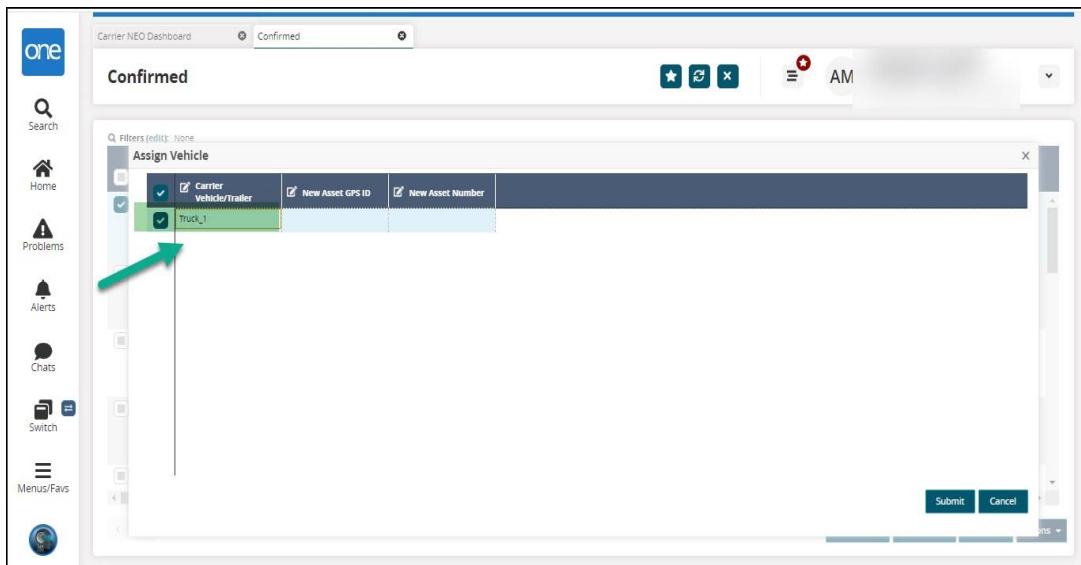 one
Search
Home
Problems
Alerts
Chats
Switch
Menus/Favs
Carrier NEO Dashboard
Confirmed
Confirmed
AM
Filters (edit): None
Assign Vehicle
X
Carrier
Vehicle/Trailer
New Asset GPS ID
New Asset Number
Truck_1
Submit
Cancel
ns